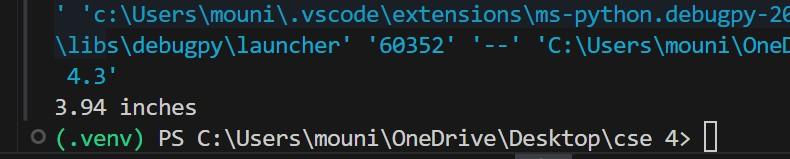 ' 'c:\Users\mouni\.vscode\extensions\ms-python.debugpy-20
\libs\debugpy\launcher' '60352' '--' 'C:\Users\mouni\OneD
4.3'
3.94 inches
(.venv) PS C:\Users\mouni\OneDrive\Desktop\cse 4>